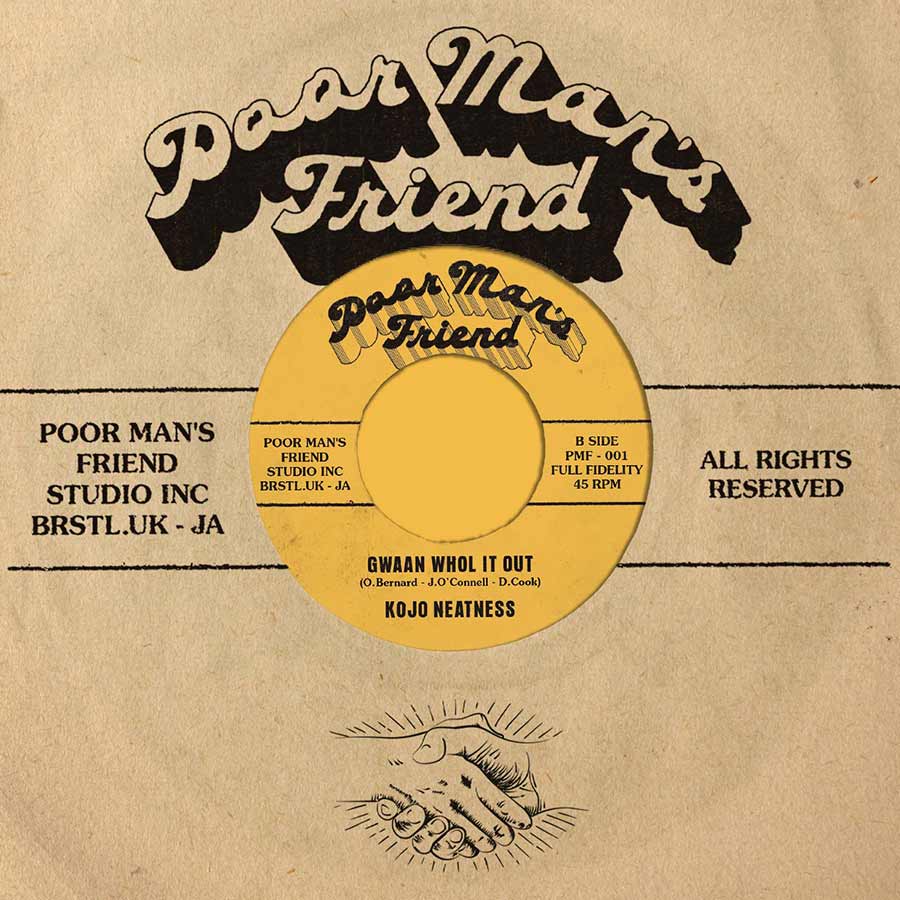 Poor Man's
Friend
Poor Man's
Friend
POOR MAN'S
FRIEND
STUDIO INC
BRSTL.UK - JA
POOR MAN'S
FRIEND
STUDIO INC
BRSTL.UK - JA
B SIDE
PMF - 001
FULL FIDELITY
45 RPM
ALL RIGHTS
RESERVED
GWAAN WHOL IT OUT
(O.Bernard - J.O'Connell - D.Cook)
KOJO NEATNESS